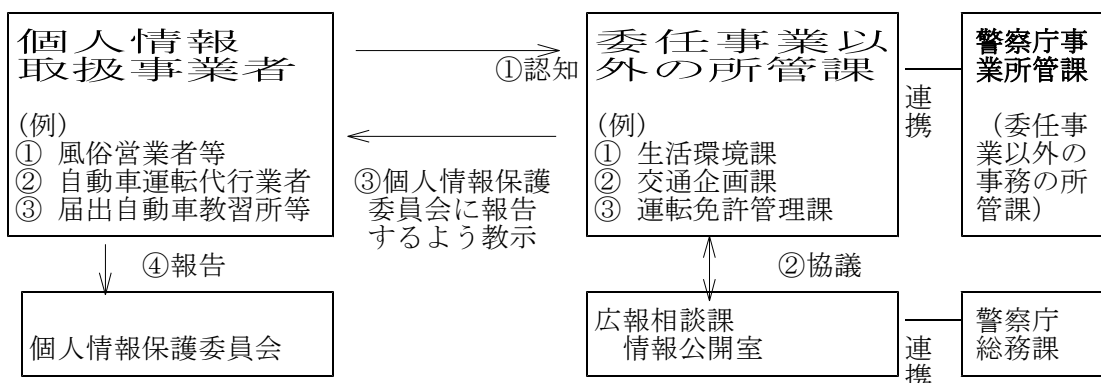 個人情報
取扱事業者
(例)
① 風俗営業者等
② 自動車運転代行業者
③ 届出自動車教習所等
①認知
③個人情報保護
委員会に報告
するよう教示
委任事業以
外の所管課
(例)
① 生活環境課
② 交通企画課
③ 運転免許管理課
連携
警察庁事
業所管課
(委任事
業以外の
事務の所
管課)
④報告
②協議
個人情報保護委員会
広報相談課
情報公開室
連携
警察庁
総務課